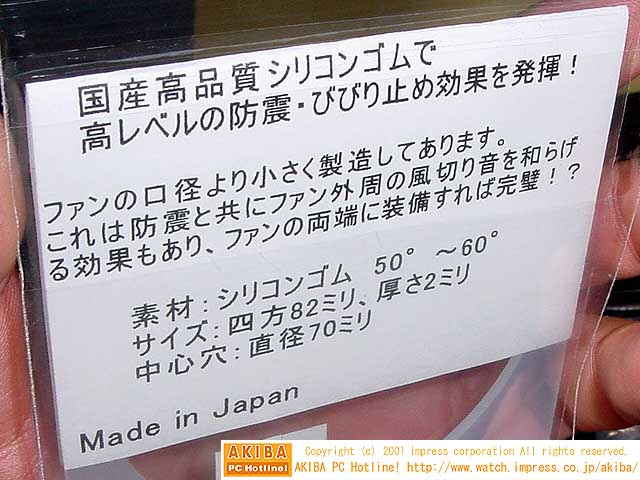 国産高品質シリコンゴムで
高レベルの防震・びびり止め効果を発揮！
ファンの口径より小さく製造してあります。
これは防震と共にファン外周の風切り音を和らげ
る効果もあり、ファンの両端に装備すれば完璧！？
素材：シリコンゴム 50°～60°
サイズ：四方82ミリ、厚さ2ミリ
中心穴：直径70ミリ
Made in Japan
AKIBA
PC Hotline!
Copyright (c) 2001 impress corporation All rights reserved.
AKIBA PC Hotline! http://www.watch.impress.co.jp/akiba/